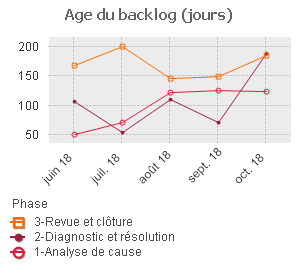 Age du backlog (jours)
200
150
100
50
juin 18
juil. 18
août 18
sept. 18
oct. 18
Phase
3-Revue et clôture
2-Diagnostic et résolution
1-Analyse de cause